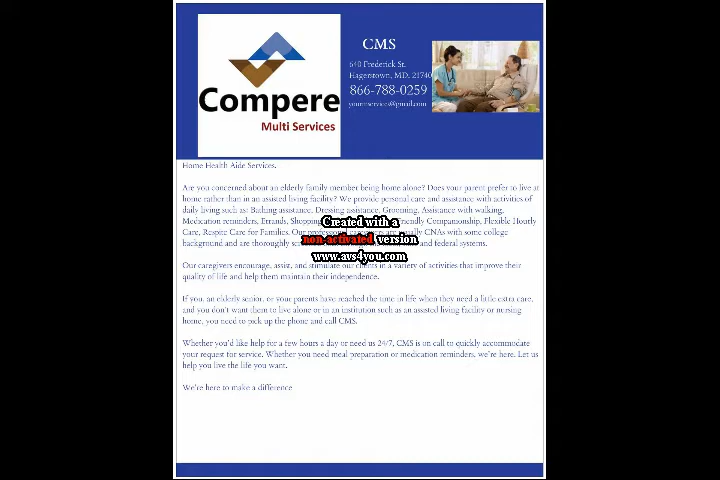 Compere
Multi Services
CMS
640 Frederick St.
Hagerstown, MD. 21740
866-788-0259
Home Health Aide Services.
Are you concerned about an elderly family member being home alone? Does your parent prefer to live at
home rather than in an assisted living facility? We provide personal care and assistance with activities of
daily living such as: Bathing assistance, Dressing assistance, Grooming, Assistance with walking,
Medication reminders, Errands, Shopping Friendly Companionship, Flexible Hourly
Care, Respite Care for Families. Our are usually CNAs with some college
background and are thoroughly and federal systems.
Created with a
non-activated version
www.avs4you.com
Our caregivers encourage, assist, and stimulate our clients in a variety of activities that improve their
quality of life and help them maintain their independence.
If you, an elderly senior, or your parents have reached the time in life when they need a little extra care,
and you don't want them to live alone or in an institution such as an assisted living facility or nursing
home, you need to pick up the phone and call CMS.
Whether you'd like help for a few hours a day or need us 24/7, CMS is on call to quickly accommodate
your request for service. Whether you need meal preparation or medication reminders, we're here. Let us
help you live the life you want.
We're here to make a difference